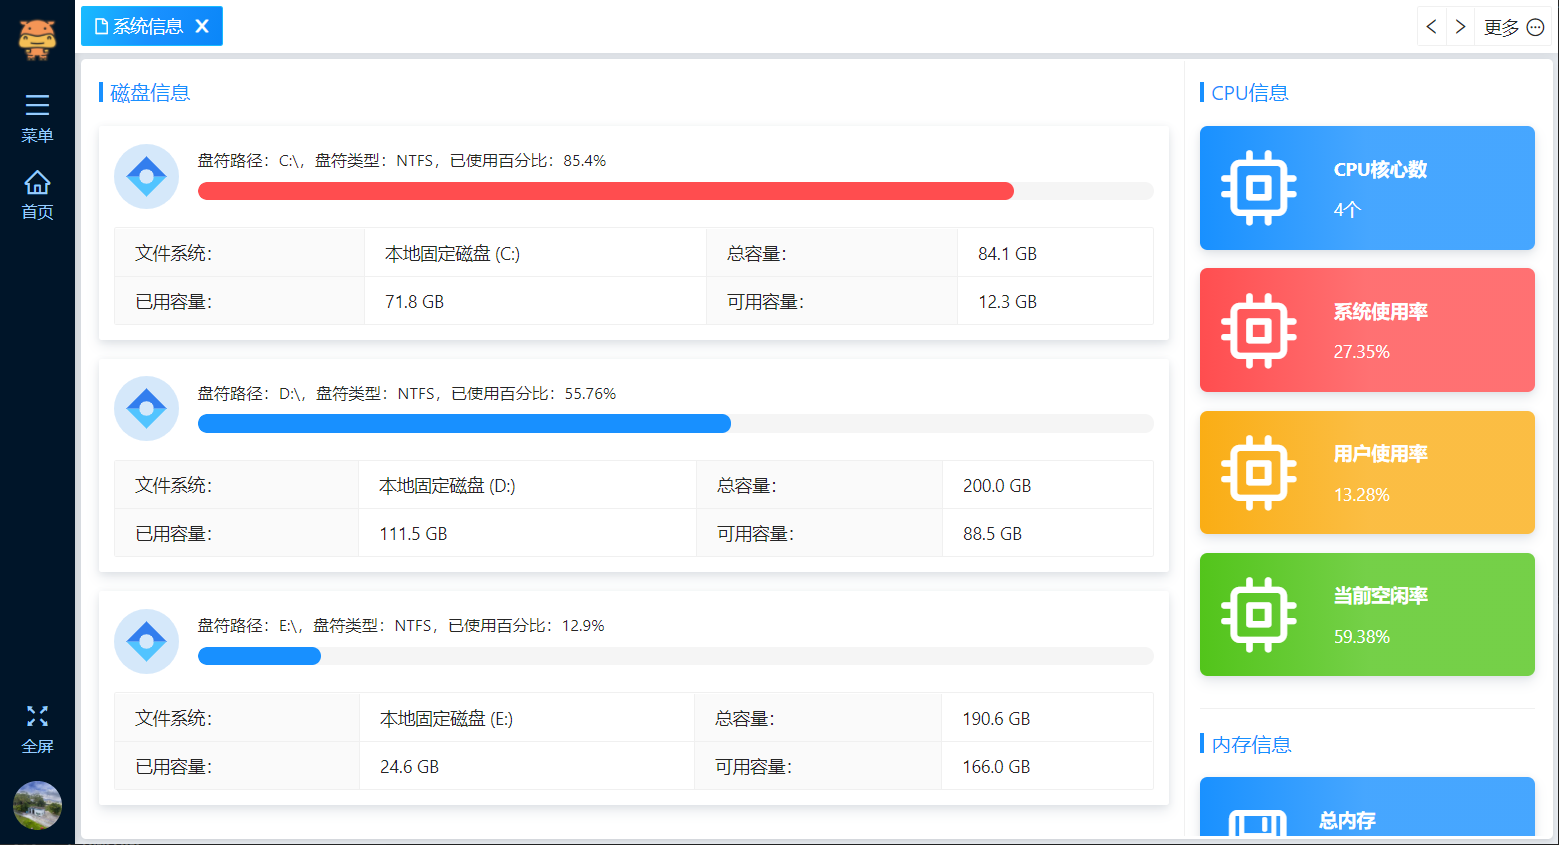 系统信息 X
更多
菜单
首页
全屏
磁盘信息
盘符路径：C:\，盘符类型：NTFS，已使用百分比：85.4%
文件系统： 本地固定磁盘 (C:) 总容量： 84.1 GB
已用容量： 71.8 GB 可用容量： 12.3 GB
盘符路径：D:\，盘符类型：NTFS，已使用百分比：55.76%
文件系统： 本地固定磁盘 (D:) 总容量： 200.0 GB
已用容量： 111.5 GB 可用容量： 88.5 GB
盘符路径：E:\，盘符类型：NTFS，已使用百分比：12.9%
文件系统： 本地固定磁盘 (E:) 总容量： 190.6 GB
已用容量： 24.6 GB 可用容量： 166.0 GB
CPU信息
CPU核心数
4个
系统使用率
27.35%
用户使用率
13.28%
当前空闲率
59.38%
内存信息
总内存